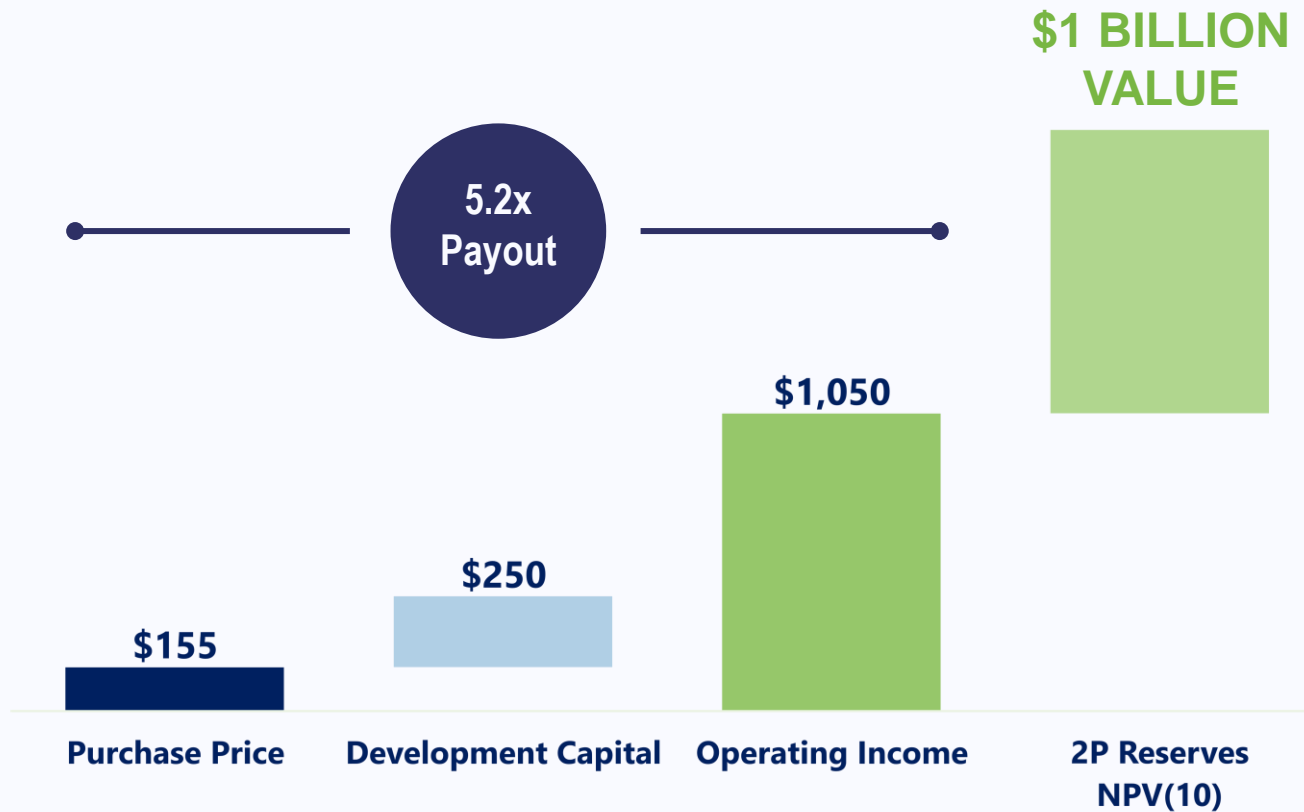 $1 BILLION
VALUE
5.2x
Payout
$1,050
$250
$155
Purchase Price
Development Capital
Operating Income
2P Reserves
NPV(10)